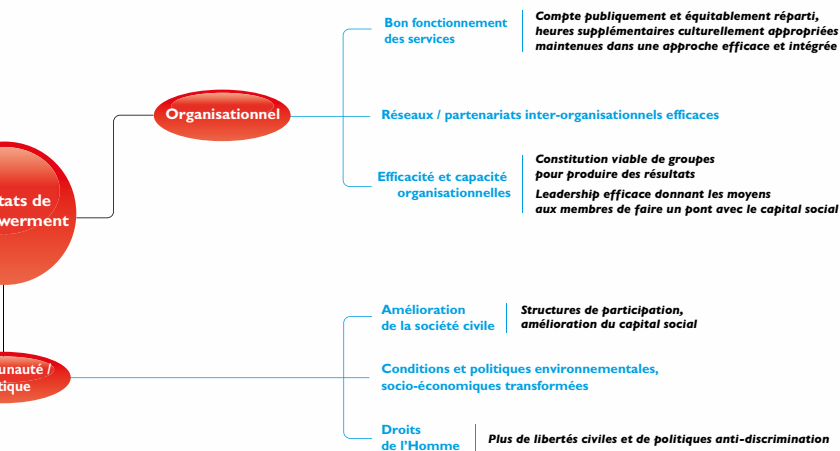 Bon fonctionnement
des services
Compte publiquement et équitablement réparti,
heures supplémentaires culturellement appropriées
maintenues dans une approche efficace et intégrée
Organisationnel
Réseaux / partenariats inter-organisationnels efficaces
Efficacité et capacité
organisationnelles
Constitution viable de groupes
pour produire des résultats
Leadership efficace donnant les moyens
aux membres de faire un pont avec le capital social
tats de
werment
Amélioration
de la société civile
Structures de participation,
amélioration du capital social
unauté /
tique
Conditions et politiques environnementales,
socio-économiques transformées
Droits
de l'Homme
Plus de libertés civiles et de politiques anti-discrimination